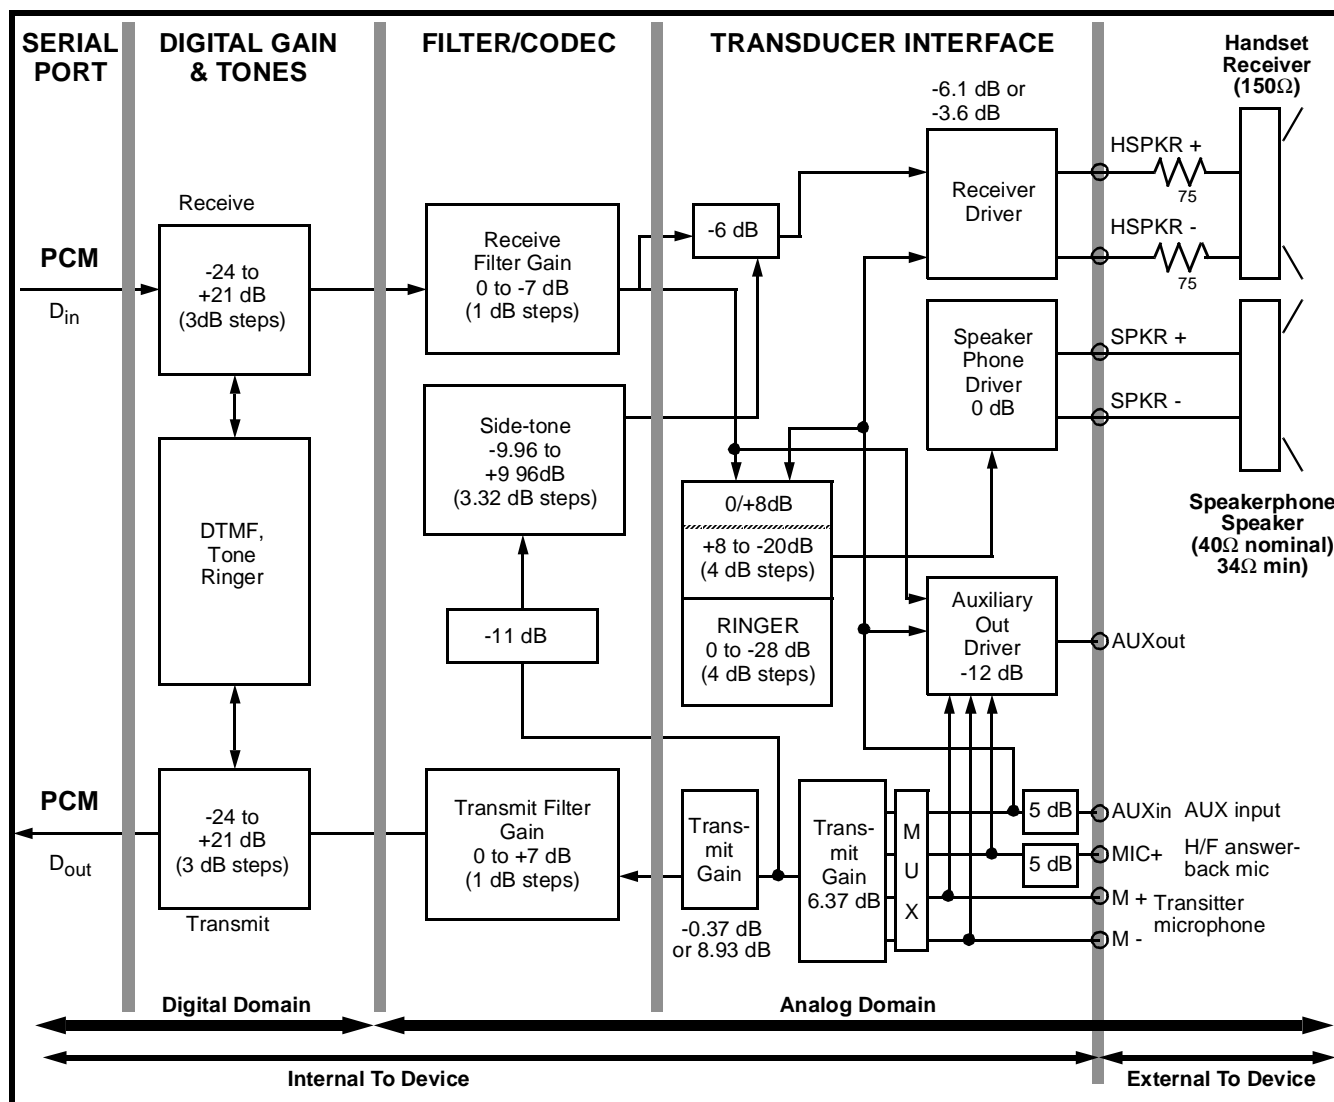 SERIAL
PORT
DIGITAL GAIN
& TONES
FILTER/CODEC
TRANSDUCER INTERFACE
Handset
Receiver
(150Ω)
-6.1 dB or
-3.6 dB
HSPKR +
75
Receiver
Driver
HSPKR -
75
Receive
PCM
Din
-24 to
+21 dB
(3dB steps)
Receive
Filter Gain
0 to -7 dB
(1 dB steps)
-6 dB
Speaker
Phone
Driver
0 dB
SPKR +
SPKR -
Side-tone
-9.96 to
+9 96dB
(3.32 dB steps)
DTMF,
Tone
Ringer
0/+8dB
+8 to -20dB
(4 dB steps)
RINGER
0 to -28 dB
(4 dB steps)
Speakerphone
Speaker
(40Ω nominal)
34Ω min)
-11 dB
Auxiliary
Out
Driver
-12 dB
AUXout
PCM
Dout
-24 to
+21 dB
(3 dB steps)
Transmit
Transmit Filter
Gain
0 to +7 dB
(1 dB steps)
Trans-
mit
Gain
-0.37 dB
or 8.93 dB
Trans-
mit
Gain
6.37 dB
M
U
X
5 dB
AUXin
AUX input
5 dB
MIC+
H/F answer-
back mic
M +
Transitter
microphone
M -
Digital Domain
Analog Domain
Internal To Device
External To Device